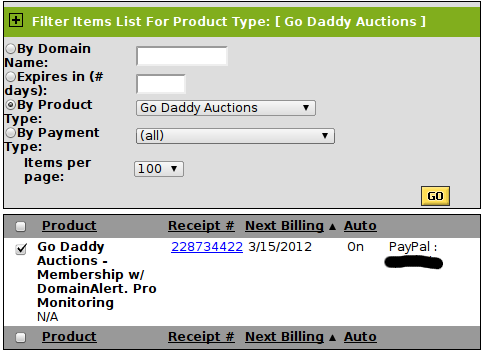 Filter Items List For Product Type: [ Go Daddy Auctions ]
By Domain
Name:
Expires in (#
days):
By Product
Type:
Go Daddy Auctions
By Payment
Type:
(all)
Items per
page:
100
GO
Product Receipt # Next Billing ▲ Auto
Go Daddy 228734422 3/15/2012 On PayPal :
Auctions -
Membership w/
DomainAlert. Pro
Monitoring
N/A
Product Receipt # Next Billing ▲ Auto